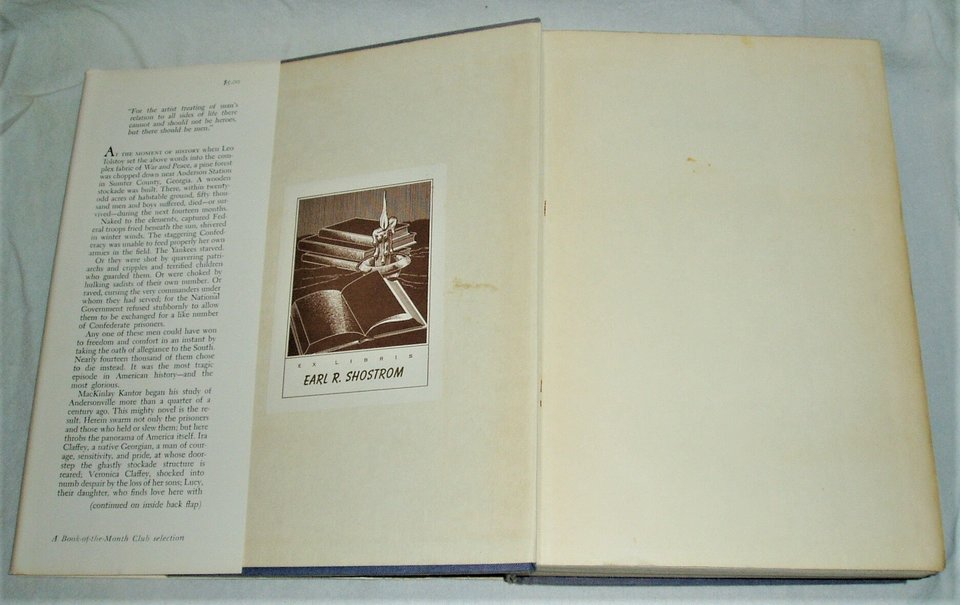 $5.00
"For the artist treating of man's
relation to all sides of life there
cannot and should not be heroes,
but there should be men."
AT THE MOMENT OF HISTORY when Leo
Tolstoy set the above words into the com-
plex fabric of War and Peace, a pine forest
was chopped down near Anderson Station
in Sumter County, Georgia. A wooden
stockade was built. There, within twenty-
odd acres of habitable ground, fifty thou-
sand men and boys suffered, died—or sur-
vived—during the next fourteen months.
Naked to the elements, captured Fed-
eral troops fried beneath the sun, shivered
in winter winds. The staggering Confed-
eracy was unable to feed properly her own
armies in the field. The Yankees starved.
Or they were shot by quavering patri-
archs and cripples and terrified children
who guarded them. Or were choked by
hulking sadists of their own number. Or
raved, cursing the very commanders under
whom they had served; for the National
Government refused stubbornly to allow
them to be exchanged for a like number
of Confederate prisoners.
Any one of these men could have won
to freedom and comfort in an instant by
taking the oath of allegiance to the South.
Nearly fourteen thousand of them chose
to die instead. It was the most tragic
episode in American history—and the
most glorious.
MacKinlay Kantor began his study of
Andersonville more than a quarter of a
century ago. This mighty novel is the re-
sult. Herein swarm not only the prisoners
and those who held or slew them; but here
throbs the panorama of America itself. Ira
Claffey, a native Georgian, a man of cour-
age, sensitivity, and pride, at whose door-
step the ghastly stockade structure is
reared; Veronica Claffey, shocked into
numb despair by the loss of her sons; Lucy,
their daughter, who finds love here with
(continued on inside back flap)
A Book-of-the-Month Club selection
EX LIBRIS
EARL R. SHOSTROM